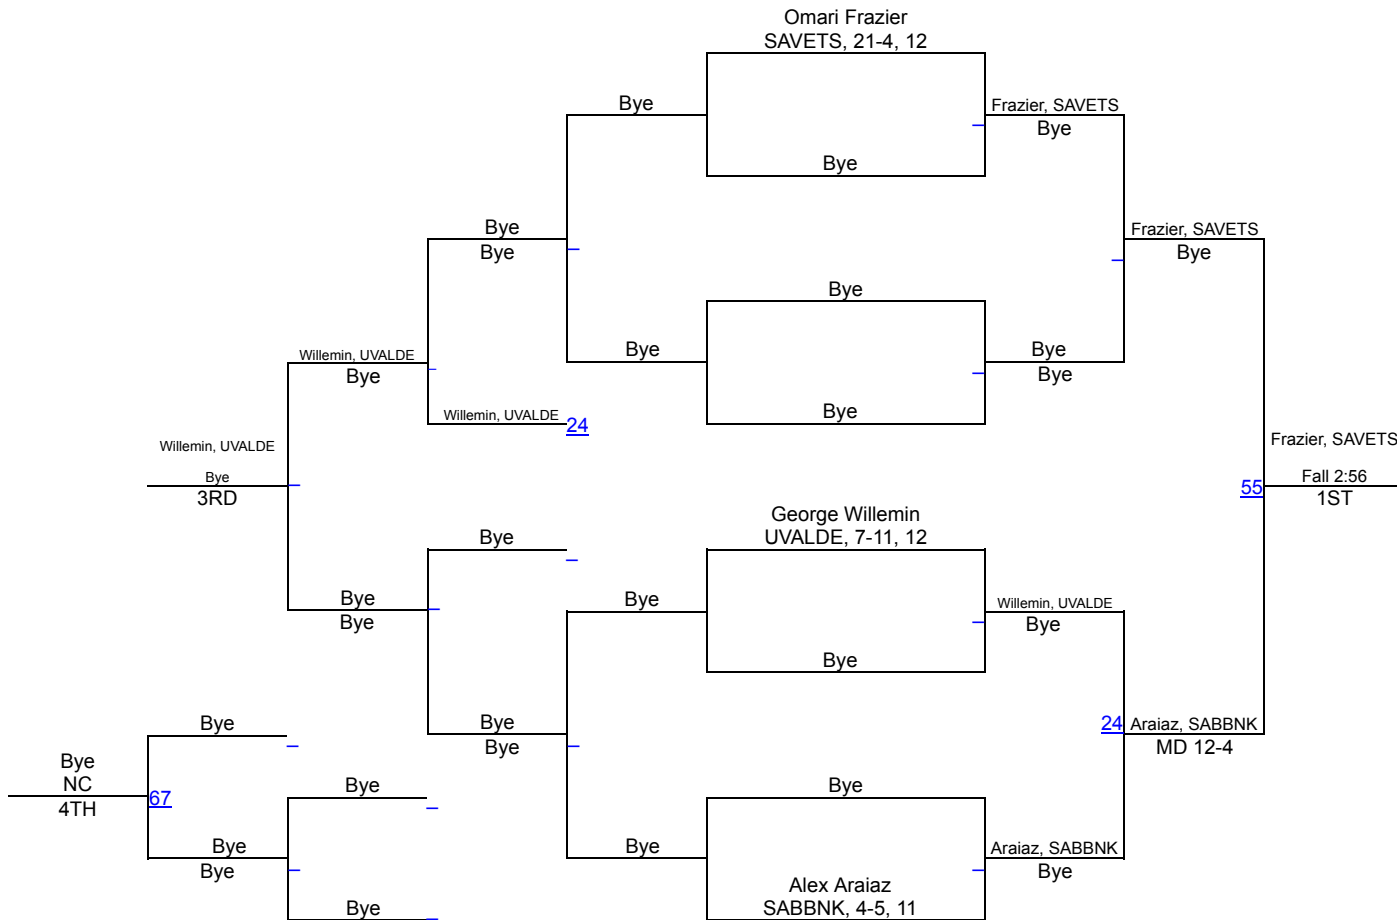 Omari Frazier
SAVETS, 21-4, 12
Bye
Frazier, SAVETS
Bye
Bye
Bye
Frazier, SAVETS
Bye
Bye
Bye
Bye
Bye
Willemin, UVALDE
Bye
Bye
Bye
Willemin, UVALDE
24
Willemin, UVALDE
Frazier, SAVETS
Bye
3RD
55
Fall 2:56
1ST
George Willemin
UVALDE, 7-11, 12
Bye
Bye
Bye
Bye
Willemin, UVALDE
Bye
Bye
Bye
Bye
Bye
24
Araiaz, SABBNK
MD 12-4
Bye
NC
4TH
67
Bye
Bye
Bye
Bye
Bye
Araiaz, SABBNK
Bye
Alex Araiaz
SABBNK, 4-5, 11
Bye